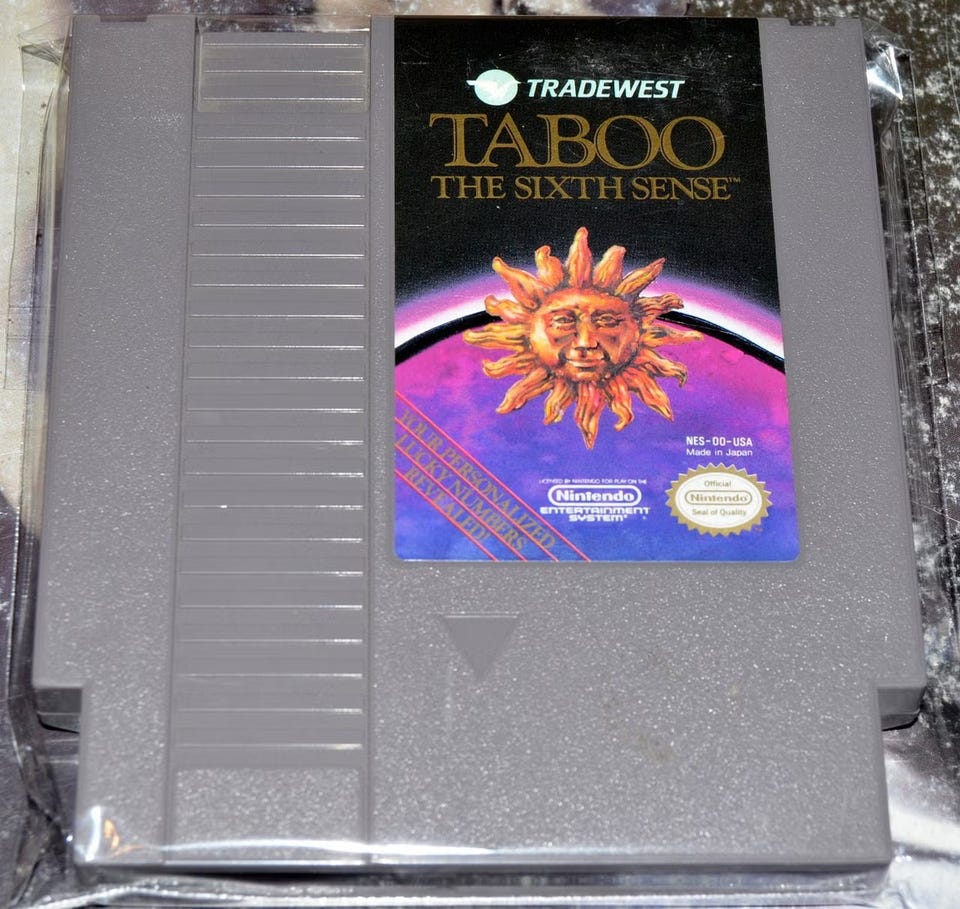 TRADEWEST
TABOO
THE SIXTH SENSE™
NES-OO-USA
Made in Japan
LICENSED BY NINTENDO FOR PLAY ON THE
Nintendo
ENTERTAINMENT
SYSTEM®
Official
Nintendo
Seal of Quality
YOUR PERSONALIZED
LUCKY NUMBERS
REVEALED!